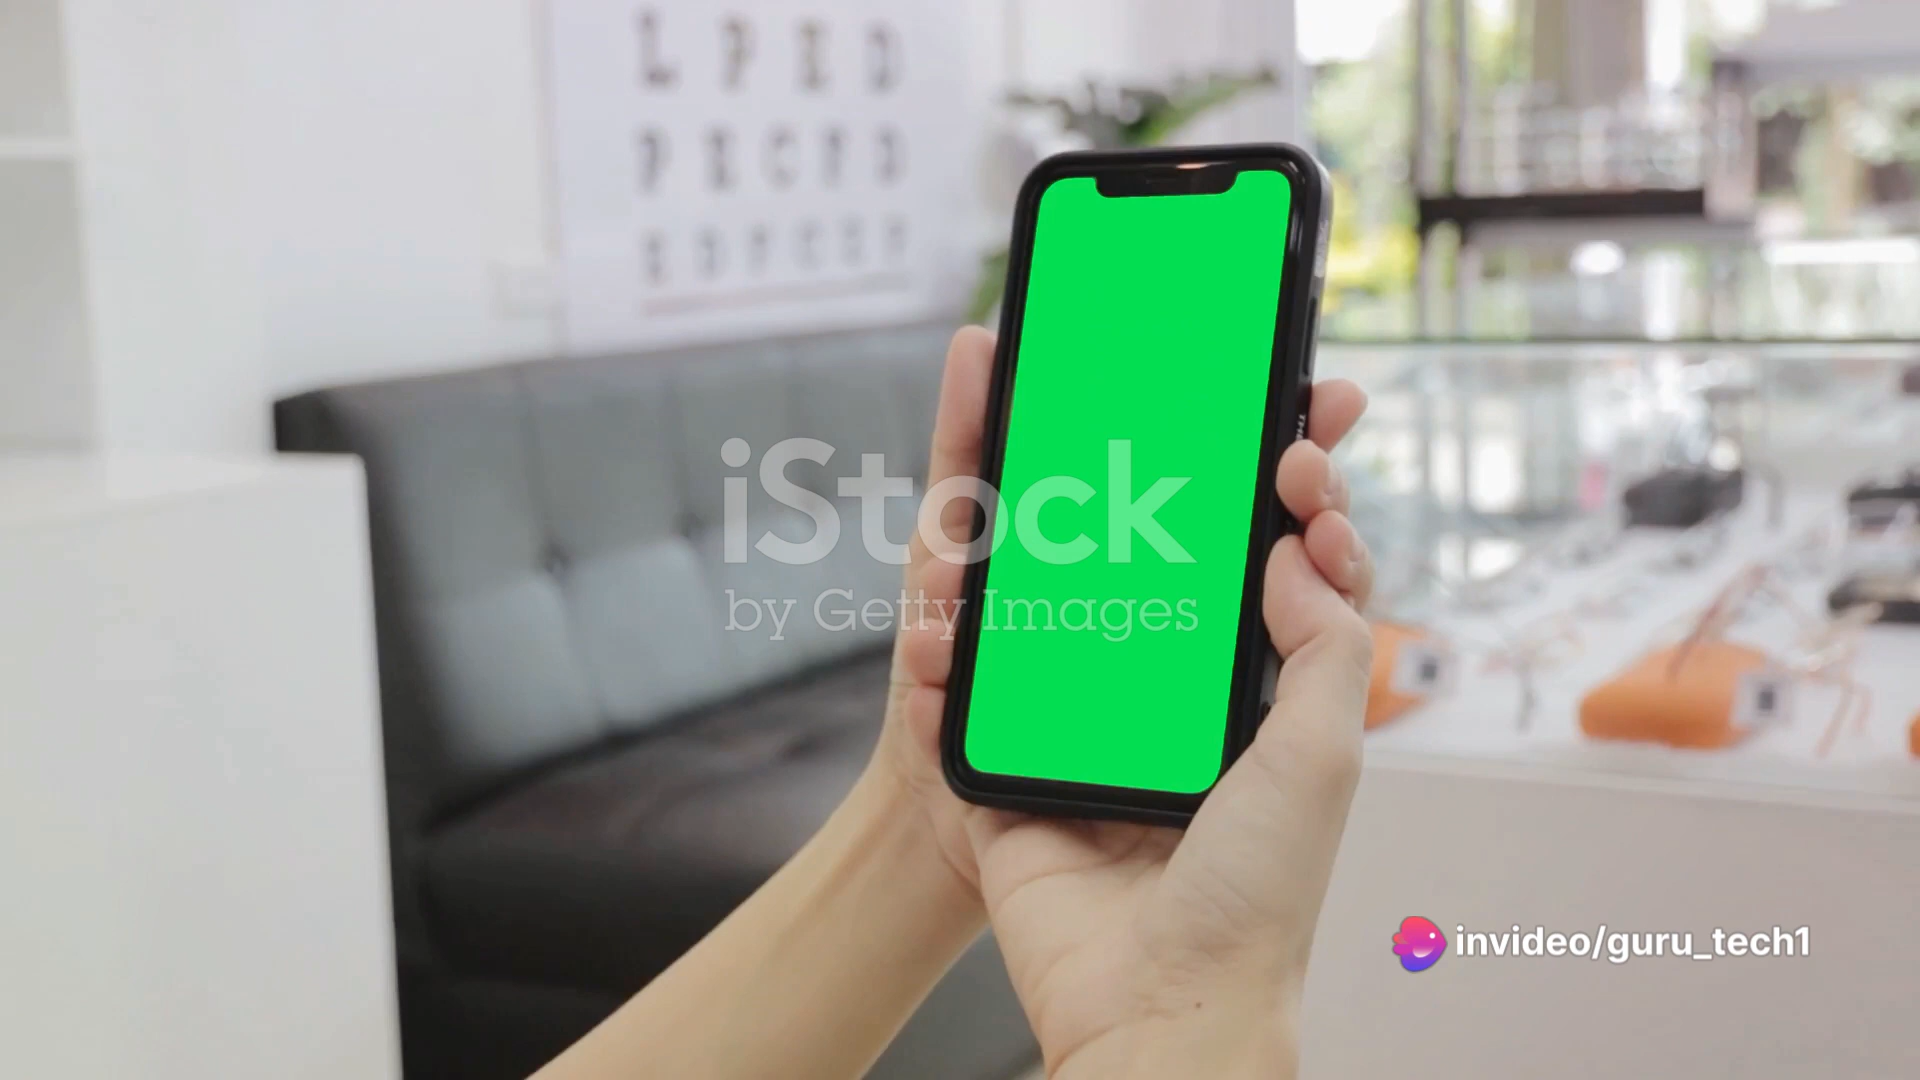 L P E D
P E C F D
E D F C Z P
iStock
by Getty Images
invideo/guru_tech1